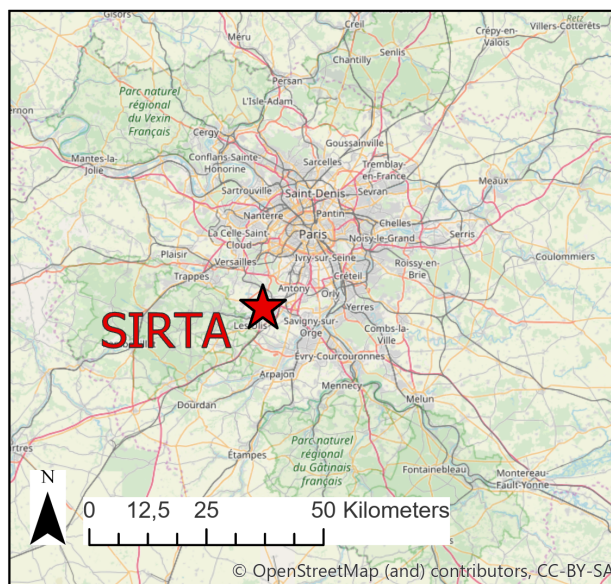 Gisors
Creil
Retz
Crépy-en-
Valois
Villers-Cotterêts
Méru
Senlis
Chantilly
Parc naturel
régional
du Vexin
Français
Persan
L'Isle-Adam
Cergy
Goussainville
Mantes-la-
Jolie
Conflans-Sainte-
Honorine
Sarcelles
Tremblay-
en-France
Sartrouville
Saint-Denis
Sevran
Meaux
Nanterre
Pantin
Chelles
La Celle-Saint-
Cloud
Paris
Noisy-le-Grand
Serris
Plaisir
Versailles
Ivry-sur-Seine
Roissy-en-
Brie
Coulommiers
Trappes
Créteil
Antony
Orly
Yerres
SIRTA
Les Ulis
Savigny-sur-
Orge
Combs-la-
Ville
Évry-Courcouronnes
Arpajon
Mennecy
Dourdan
Melun
Étampes
Parc naturel
régional
du Gâtinais
français
Fontainebleau
Montereau-
Fault-Yonne
N
0 12,5 25 50 Kilometers
© OpenStreetMap (and) contributors, CC-BY-SA